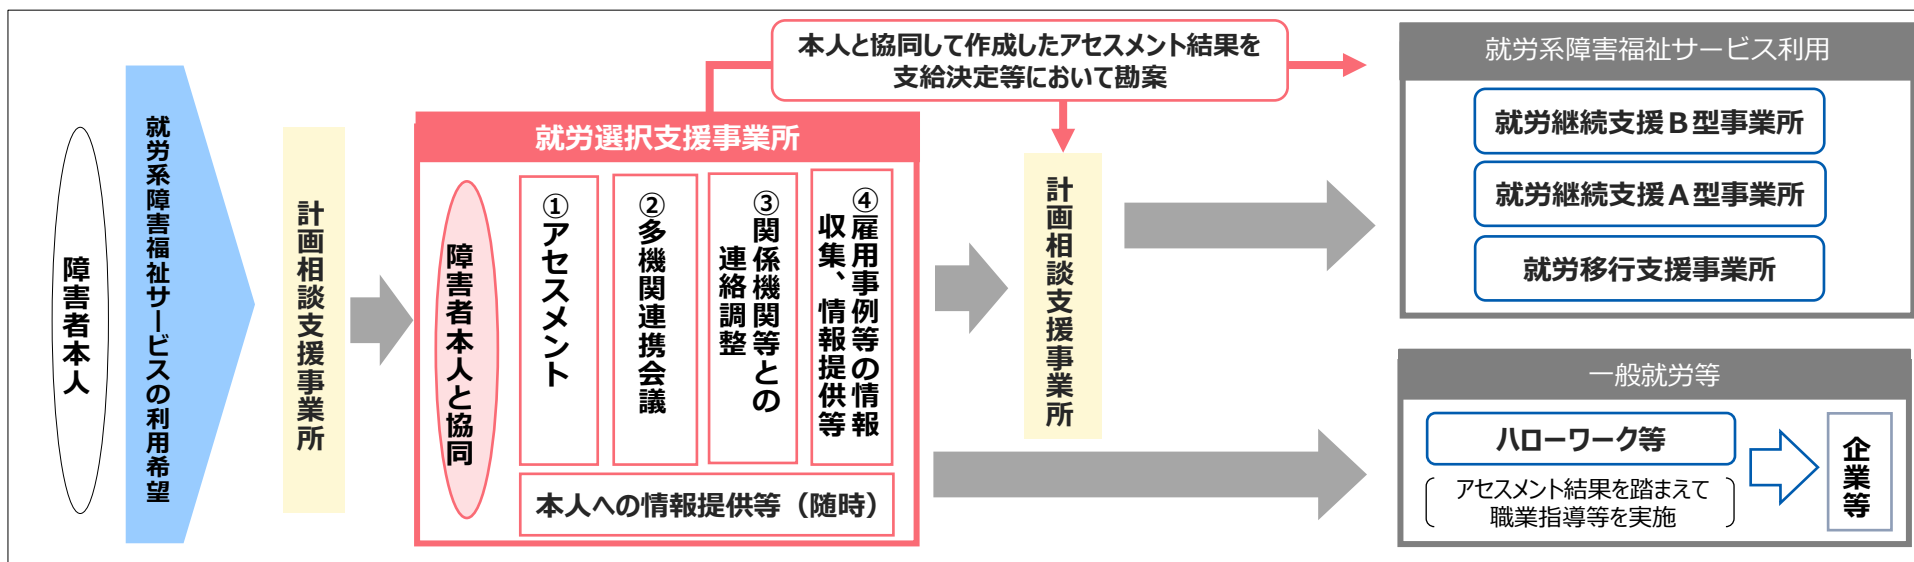 障害者本人
就労系障害福祉サービスの利用希望
計画相談支援事業所
就労選択支援事業所
障害者本人と協同
①アセスメント
②多機関連携会議
③関係機関等との
連絡調整
④雇用事例等の情報
収集、情報提供等
本人への情報提供等（随時）
本人と協同して作成したアセスメント結果を
支給決定等において勘案
計画相談支援事業所
就労系障害福祉サービス利用
就労継続支援Ｂ型事業所
就労継続支援Ａ型事業所
就労移行支援事業所
一般就労等
ハローワーク等
アセスメント結果を踏まえて
職業指導等を実施
企業等